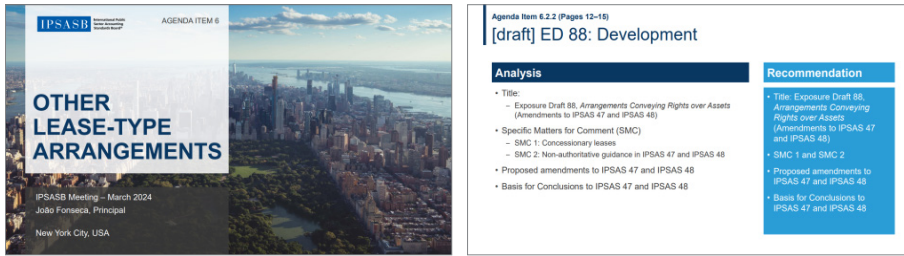 IPSASB
International Public
Sector Accounting
Standards Board®
AGENDA ITEM 6
OTHER
LEASE-TYPE
ARRANGEMENTS
IPSASB Meeting – March 2024
João Fonseca, Principal
New York City, USA
Agenda Item 6.2.2 (Pages 12–15)
[draft] ED 88: Development
Analysis
• Title:
– Exposure Draft 88, Arrangements Conveying Rights over Assets
(Amendments to IPSAS 47 and IPSAS 48)
• Specific Matters for Comment (SMC)
– SMC 1: Concessionary leases
– SMC 2: Non-authoritative guidance in IPSAS 47 and IPSAS 48
• Proposed amendments to IPSAS 47 and IPSAS 48
• Basis for Conclusions to IPSAS 47 and IPSAS 48
Recommendation
• Title: Exposure Draft 88,
Arrangements Conveying
Rights over Assets
(Amendments to IPSAS 47
and IPSAS 48)
• SMC 1 and SMC 2
• Proposed amendments to
IPSAS 47 and IPSAS 48
• Basis for Conclusions to
IPSAS 47 and IPSAS 48